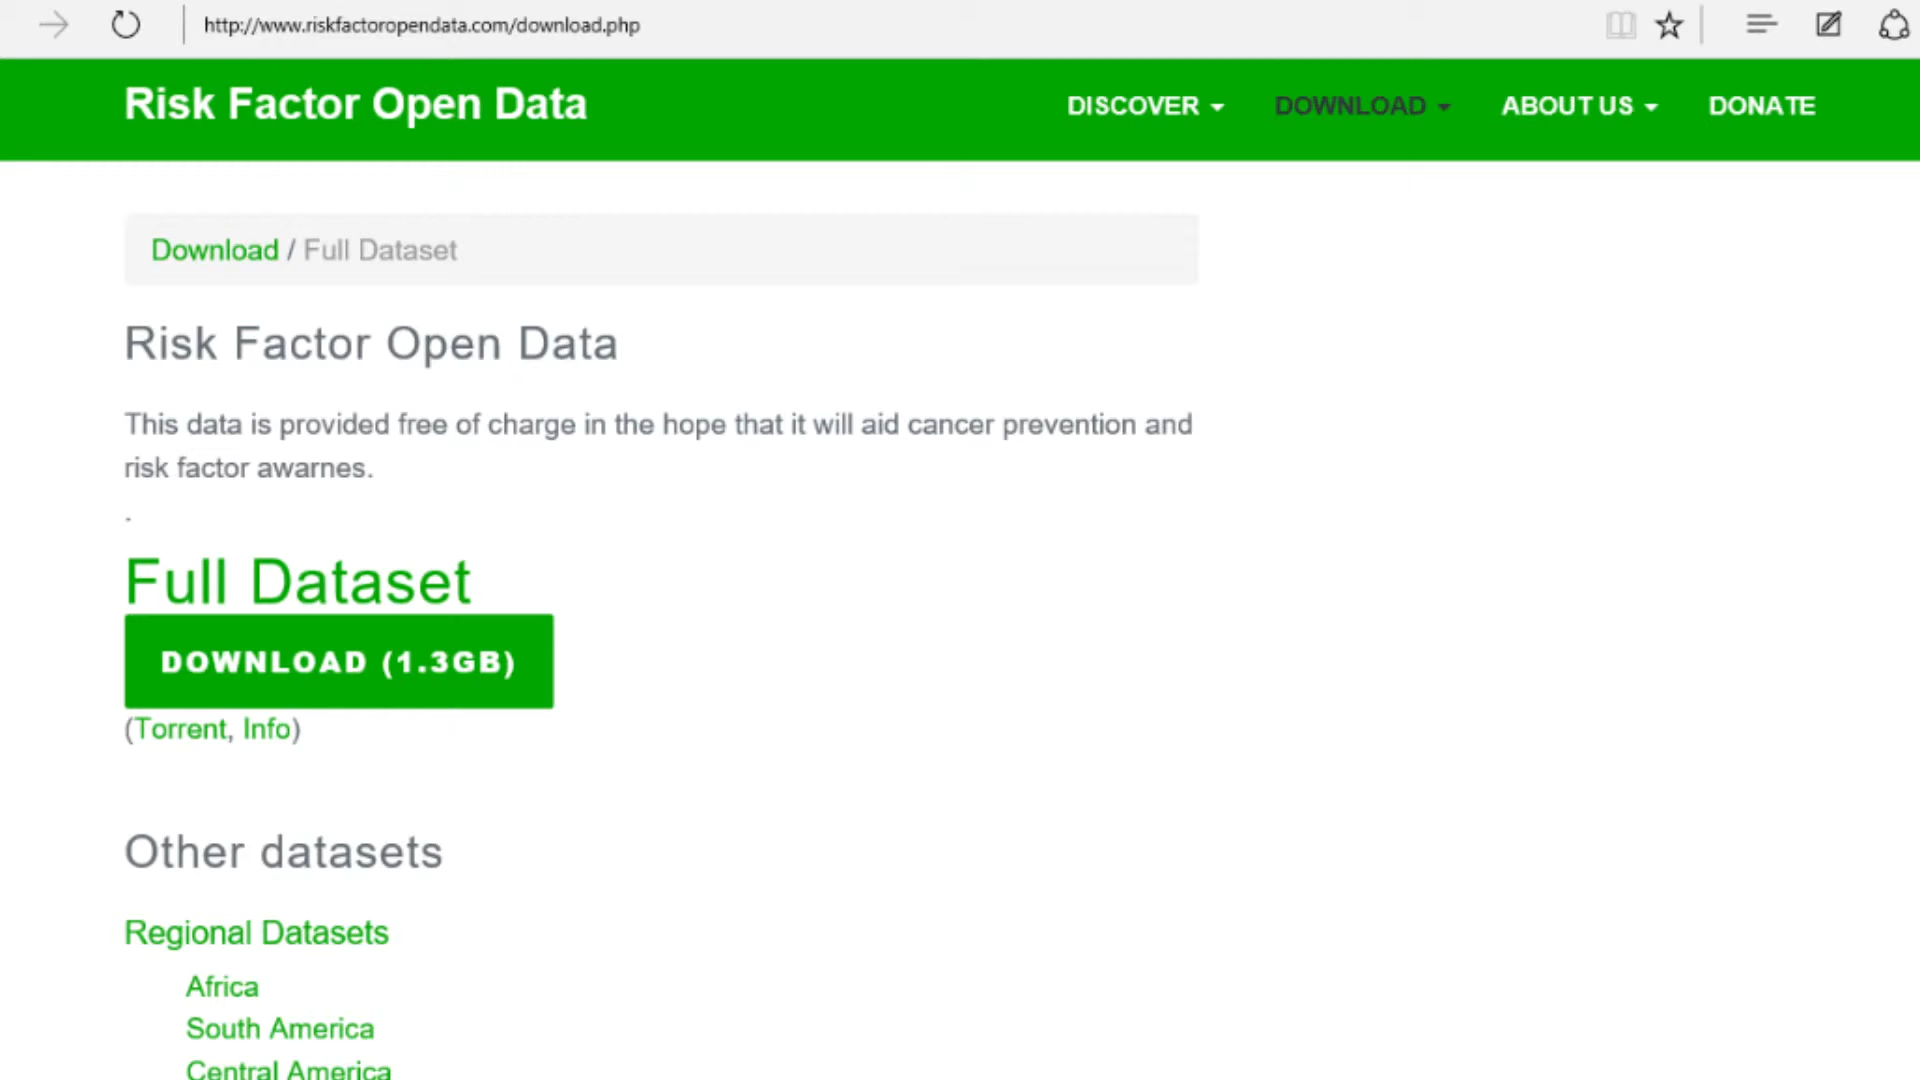 http://www.riskfactoropendata.com/download.php
Risk Factor Open Data
DISCOVER
DOWNLOAD
ABOUT US
DONATE
Download / Full Dataset
Risk Factor Open Data
This data is provided free of charge in the hope that it will aid cancer prevention and
risk factor awarnes.
.
Full Dataset
DOWNLOAD (1.3GB)
(Torrent, Info)
Other datasets
Regional Datasets
Africa
South America
Central America